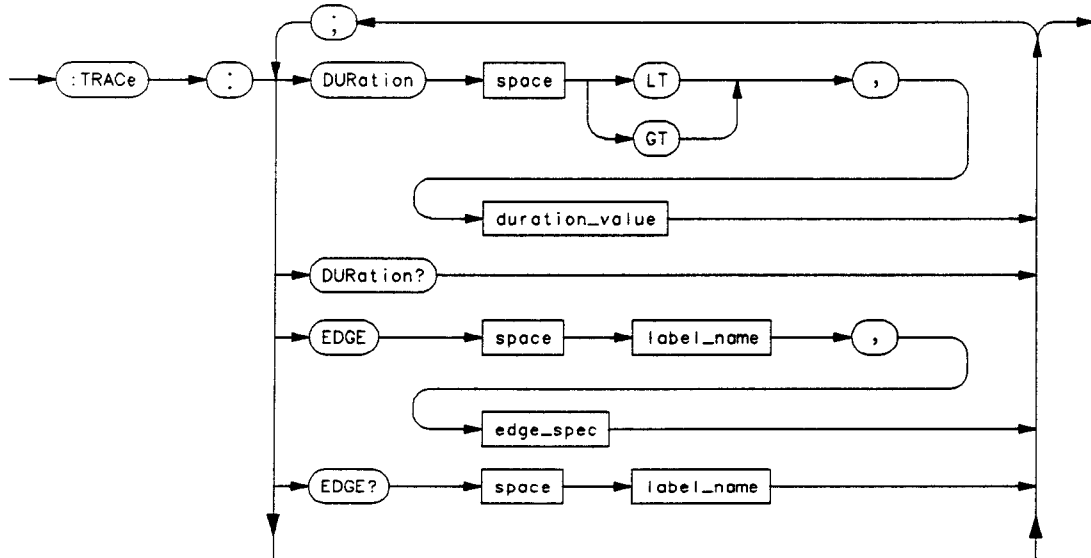 ;
:TRACe : DURation space LT ,
GT
duration_value
DURation?
EDGE space label_name ,
edge_spec
EDGE? space label_name